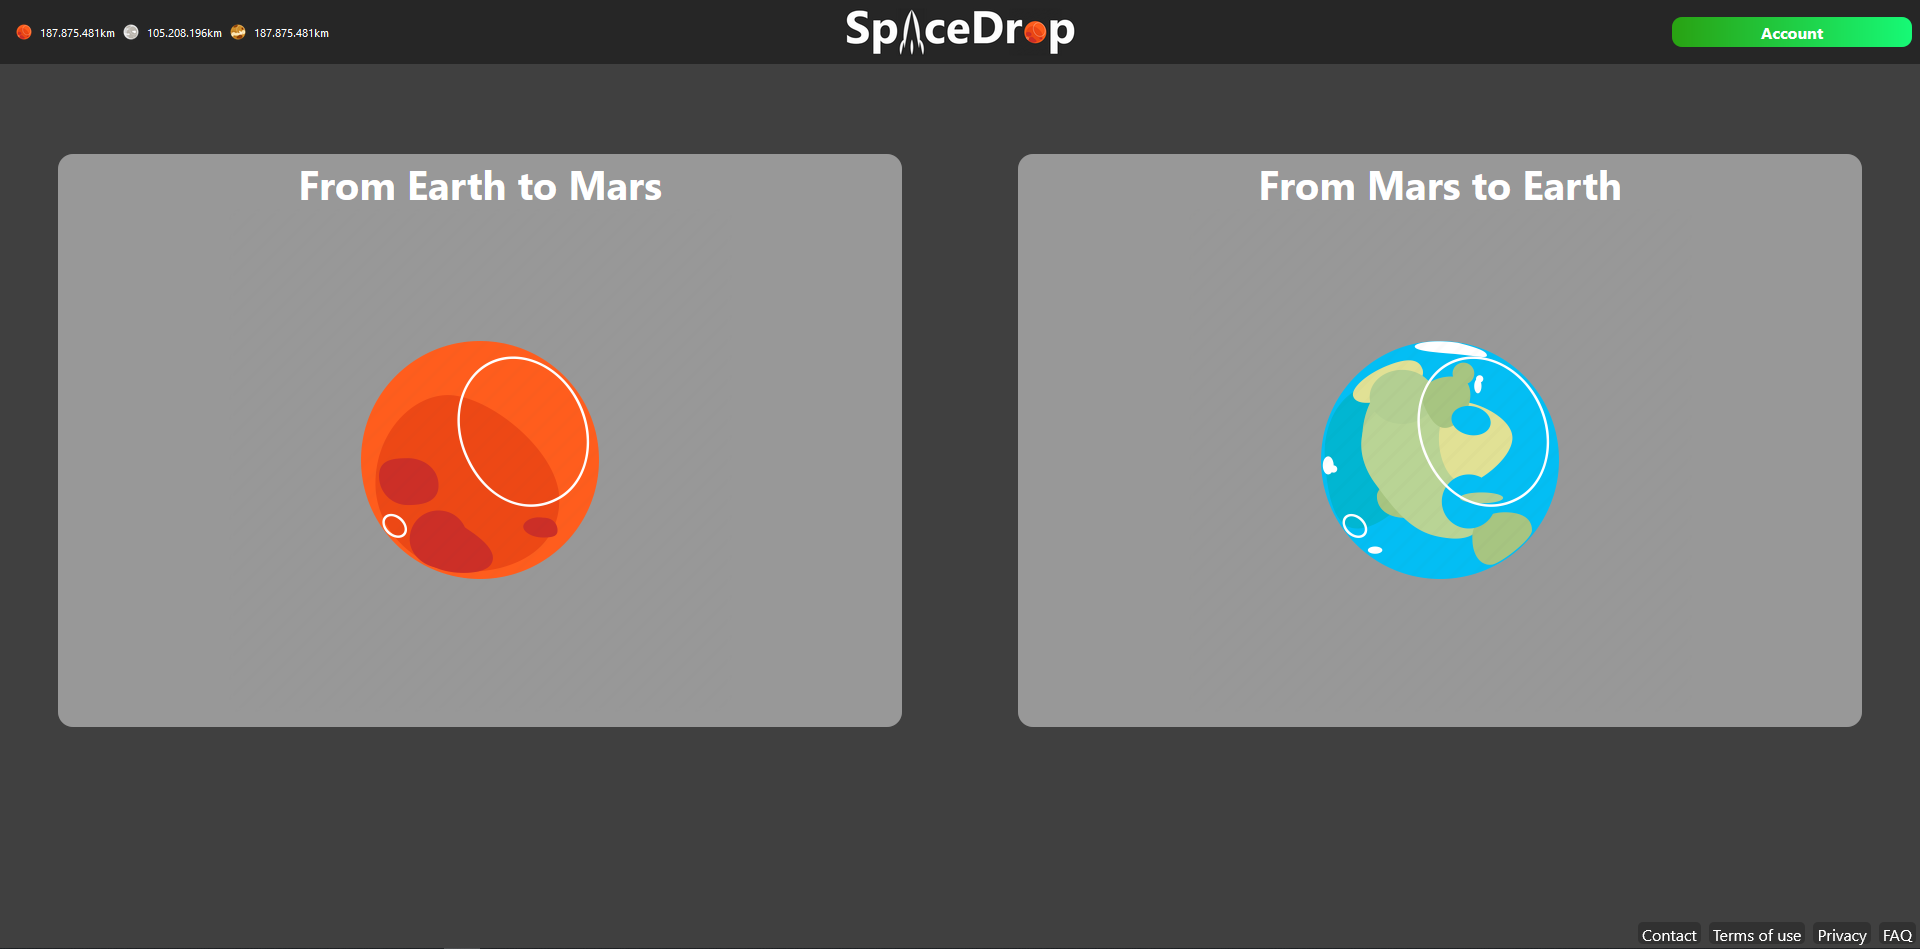 187.875.481km 105.208.196km 187.875.481km
SpaceDrop
Account
From Earth to Mars
From Mars to Earth
Contact Terms of use Privacy FAQ